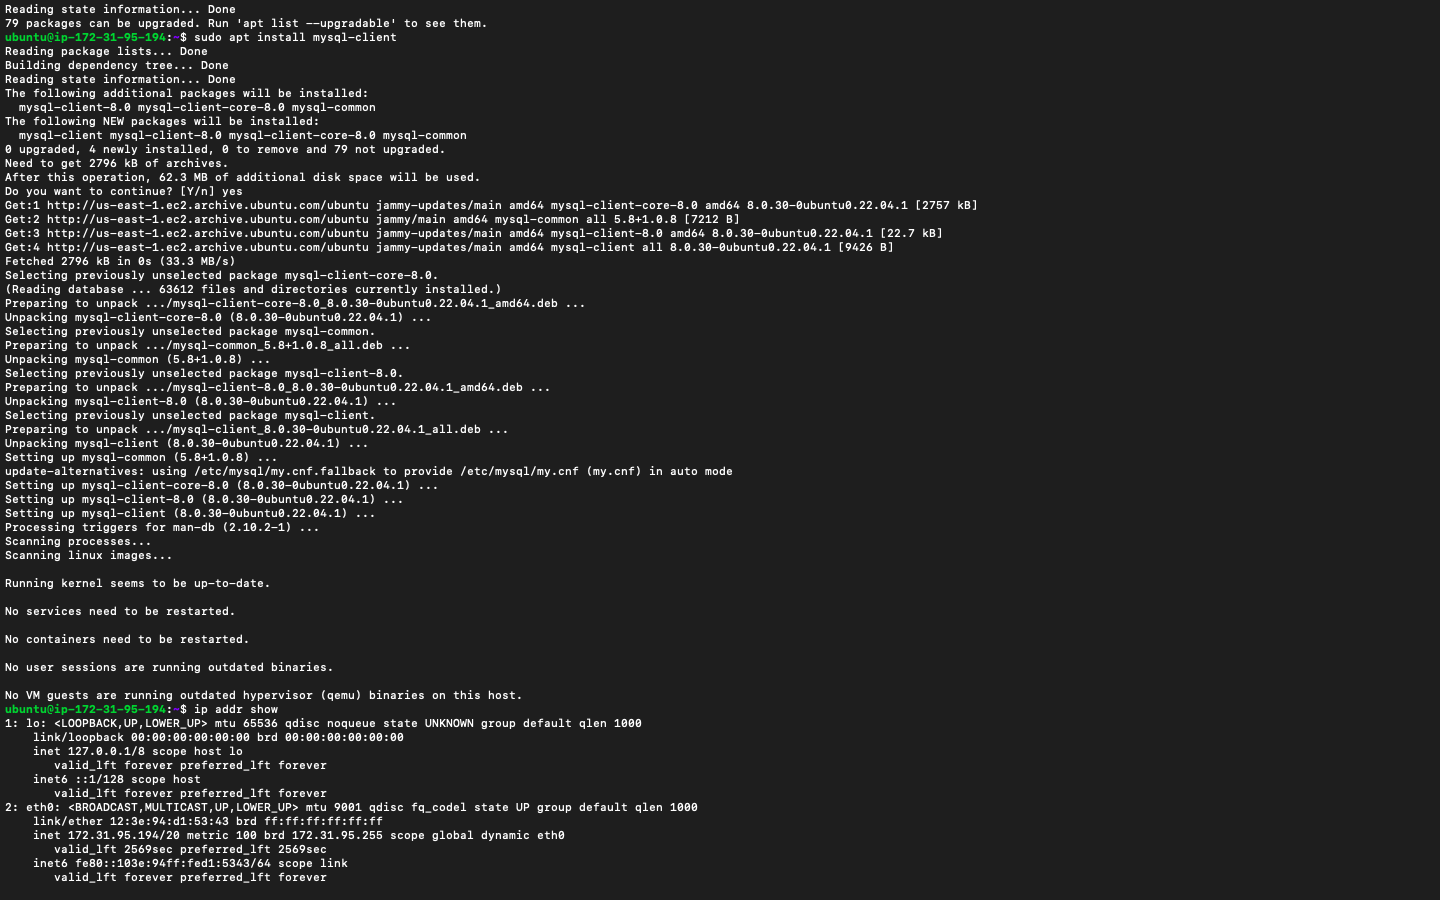 Reading state information... Done
79 packages can be upgraded. Run 'apt list --upgradable' to see them.
ubuntu@ip-172-31-95-194:~$ sudo apt install mysql-client
Reading package lists... Done
Building dependency tree... Done
Reading state information... Done
The following additional packages will be installed:
  mysql-client-8.0 mysql-client-core-8.0 mysql-common
The following NEW packages will be installed:
  mysql-client mysql-client-8.0 mysql-client-core-8.0 mysql-common
0 upgraded, 4 newly installed, 0 to remove and 79 not upgraded.
Need to get 2796 kB of archives.
After this operation, 62.3 MB of additional disk space will be used.
Do you want to continue? [Y/n] yes
Get:1 http://us-east-1.ec2.archive.ubuntu.com/ubuntu jammy-updates/main amd64 mysql-client-core-8.0 amd64 8.0.30-0ubuntu0.22.04.1 [2757 kB]
Get:2 http://us-east-1.ec2.archive.ubuntu.com/ubuntu jammy/main amd64 mysql-common all 5.8+1.0.8 [7212 B]
Get:3 http://us-east-1.ec2.archive.ubuntu.com/ubuntu jammy-updates/main amd64 mysql-client-8.0 amd64 8.0.30-0ubuntu0.22.04.1 [22.7 kB]
Get:4 http://us-east-1.ec2.archive.ubuntu.com/ubuntu jammy-updates/main amd64 mysql-client all 8.0.30-0ubuntu0.22.04.1 [9426 B]
Fetched 2796 kB in 0s (33.3 MB/s)
Selecting previously unselected package mysql-client-core-8.0.
(Reading database ... 63612 files and directories currently installed.)
Preparing to unpack .../mysql-client-core-8.0_8.0.30-0ubuntu0.22.04.1_amd64.deb ...
Unpacking mysql-client-core-8.0 (8.0.30-0ubuntu0.22.04.1) ...
Selecting previously unselected package mysql-common.
Preparing to unpack .../mysql-common_5.8+1.0.8_all.deb ...
Unpacking mysql-common (5.8+1.0.8) ...
Selecting previously unselected package mysql-client-8.0.
Preparing to unpack .../mysql-client-8.0_8.0.30-0ubuntu0.22.04.1_amd64.deb ...
Unpacking mysql-client-8.0 (8.0.30-0ubuntu0.22.04.1) ...
Selecting previously unselected package mysql-client.
Preparing to unpack .../mysql-client_8.0.30-0ubuntu0.22.04.1_all.deb ...
Unpacking mysql-client (8.0.30-0ubuntu0.22.04.1) ...
Setting up mysql-common (5.8+1.0.8) ...
update-alternatives: using /etc/mysql/my.cnf.fallback to provide /etc/mysql/my.cnf (my.cnf) in auto mode
Setting up mysql-client-core-8.0 (8.0.30-0ubuntu0.22.04.1) ...
Setting up mysql-client-8.0 (8.0.30-0ubuntu0.22.04.1) ...
Setting up mysql-client (8.0.30-0ubuntu0.22.04.1) ...
Processing triggers for man-db (2.10.2-1) ...
Scanning processes...
Scanning linux images...

Running kernel seems to be up-to-date.

No services need to be restarted.

No containers need to be restarted.

No user sessions are running outdated binaries.

No VM guests are running outdated hypervisor (qemu) binaries on this host.
ubuntu@ip-172-31-95-194:~$ ip addr show
1: lo: <LOOPBACK,UP,LOWER_UP> mtu 65536 qdisc noqueue state UNKNOWN group default qlen 1000
    link/loopback 00:00:00:00:00:00 brd 00:00:00:00:00:00
    inet 127.0.0.1/8 scope host lo
       valid_lft forever preferred_lft forever
    inet6 ::1/128 scope host
       valid_lft forever preferred_lft forever
2: eth0: <BROADCAST,MULTICAST,UP,LOWER_UP> mtu 9001 qdisc fq_codel state UP group default qlen 1000
    link/ether 12:3e:94:d1:53:43 brd ff:ff:ff:ff:ff:ff
    inet 172.31.95.194/20 metric 100 brd 172.31.95.255 scope global dynamic eth0
       valid_lft 2569sec preferred_lft 2569sec
    inet6 fe80::103e:94ff:fed1:5343/64 scope link
       valid_lft forever preferred_lft forever